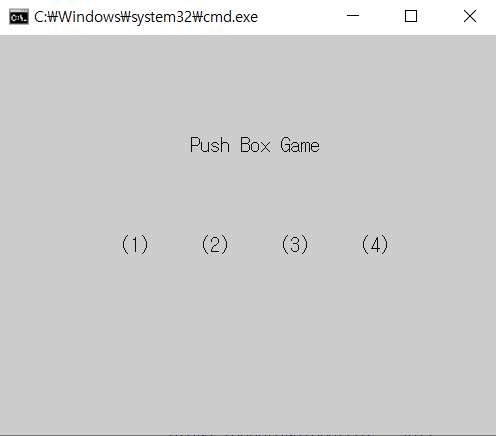 C:₩Windows₩system32₩cmd.exe
Push Box Game
(1) (2) (3) (4)